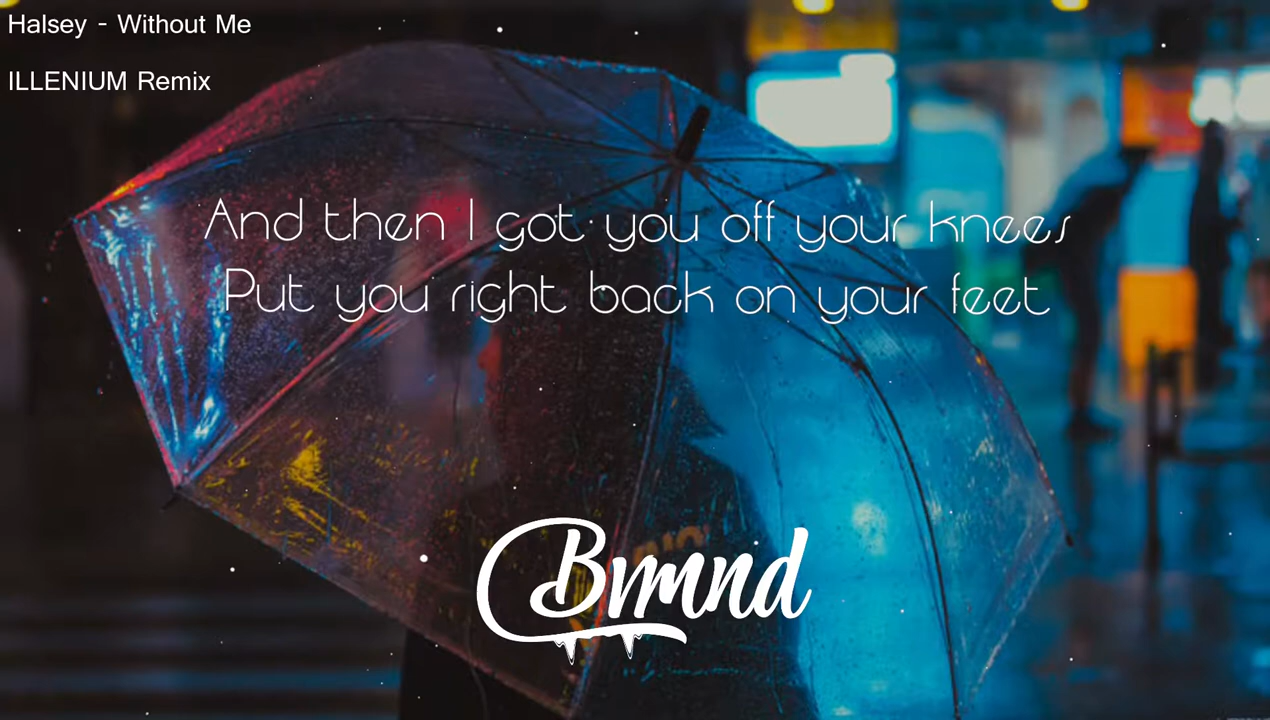 Halsey - Without Me
ILLENIUM Remix
And then I got you off your knees
Put you right back on your feet
Bvmnd